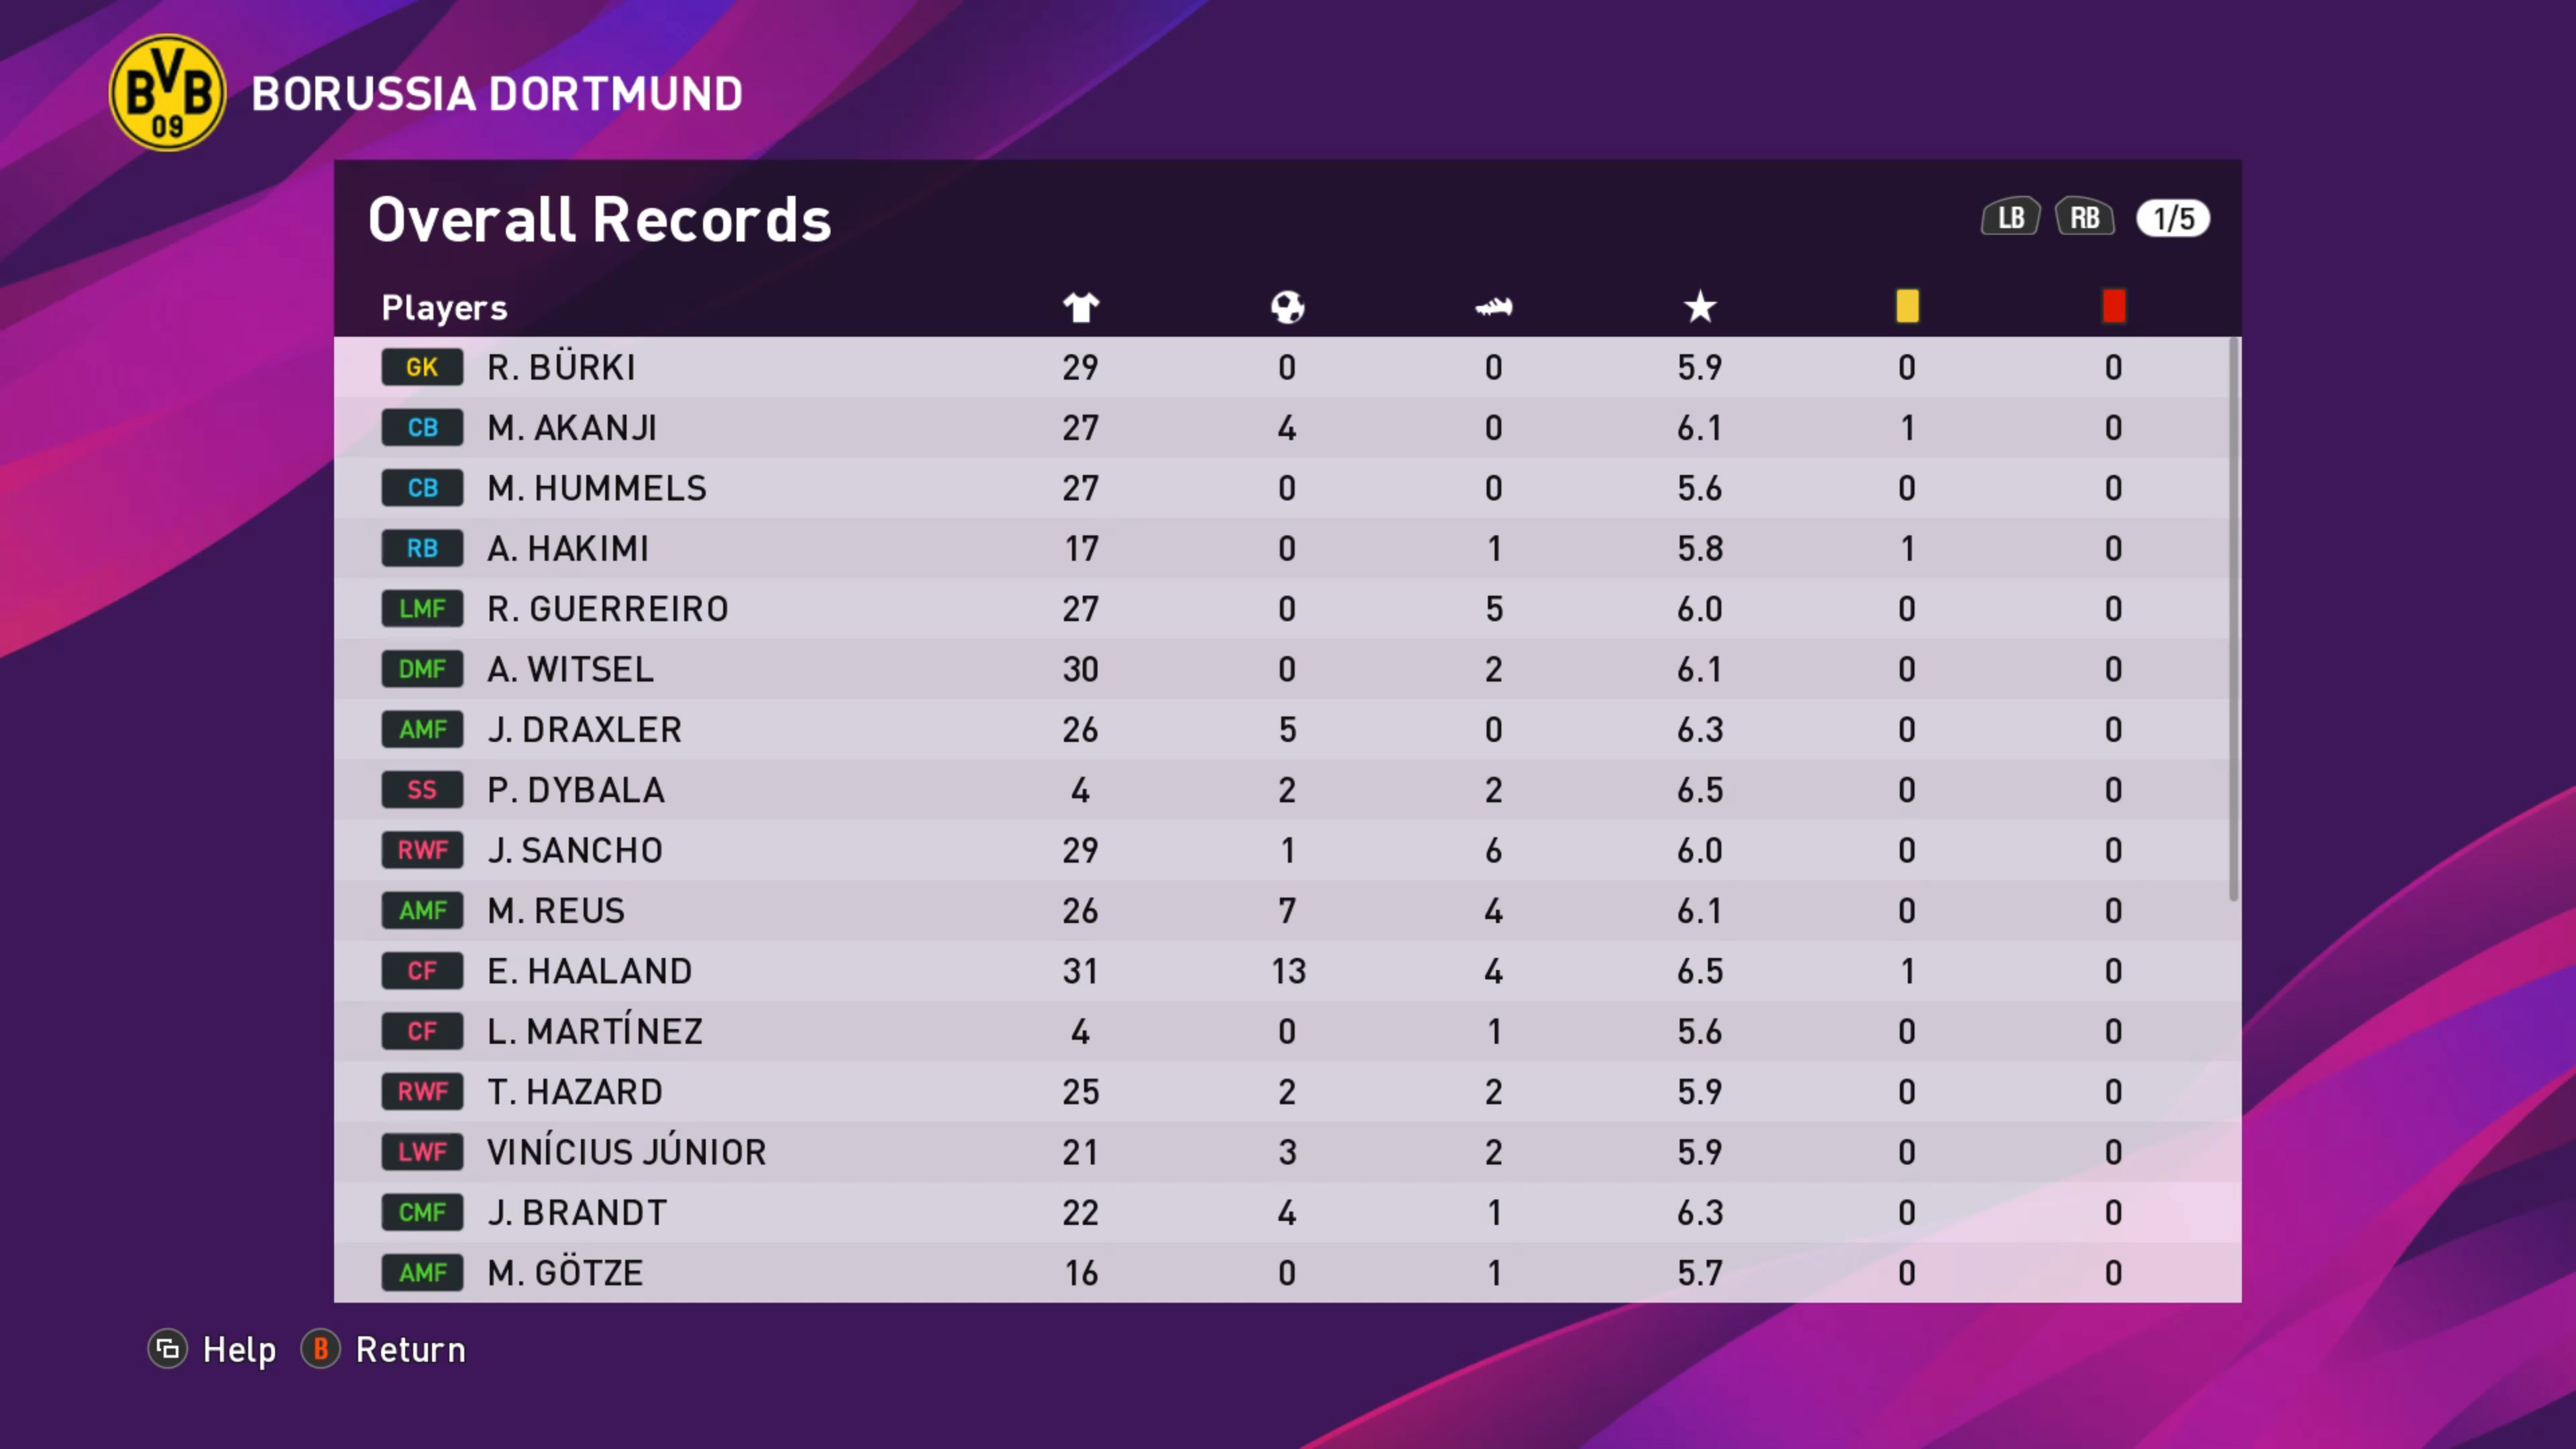 BVB
09
BORUSSIA DORTMUND
Overall Records
LB RB 1/5
Players
GK R. BÜRKI 29 0 0 5.9 0 0
CB M. AKANJI 27 4 0 6.1 1 0
CB M. HUMMELS 27 0 0 5.6 0 0
RB A. HAKIMI 17 0 1 5.8 1 0
LMF R. GUERREIRO 27 0 5 6.0 0 0
DMF A. WITSEL 30 0 2 6.1 0 0
AMF J. DRAXLER 26 5 0 6.3 0 0
SS P. DYBALA 4 2 2 6.5 0 0
RWF J. SANCHO 29 1 6 6.0 0 0
AMF M. REUS 26 7 4 6.1 0 0
CF E. HAALAND 31 13 4 6.5 1 0
CF L. MARTÍNEZ 4 0 1 5.6 0 0
RWF T. HAZARD 25 2 2 5.9 0 0
LWF VINÍCIUS JÚNIOR 21 3 2 5.9 0 0
CMF J. BRANDT 22 4 1 6.3 0 0
AMF M. GÖTZE 16 0 1 5.7 0 0
Help B Return